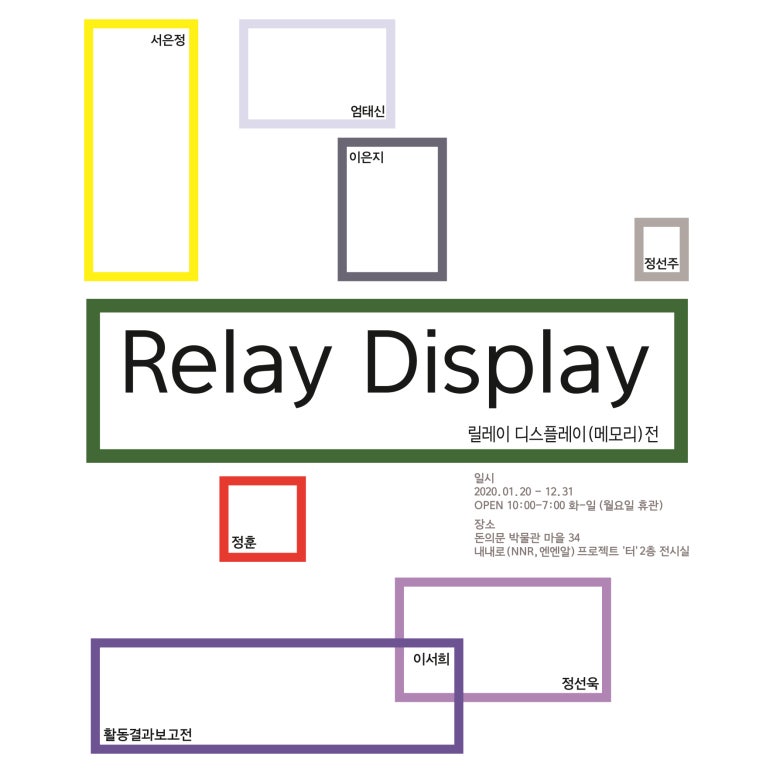 서은정
엄태신
이은지
정선주
Relay Display
릴레이 디스플레이(메모리)전
일시
2020.01.20 - 12.31
OPEN 10:00-7:00 화-일 (월요일 휴관)
장소
돈의문 박물관 마을 34
내내로(NNR, 엔엔알) 프로젝트 '터' 2층 전시실
정훈
이서희
정선욱
활동결과보고전